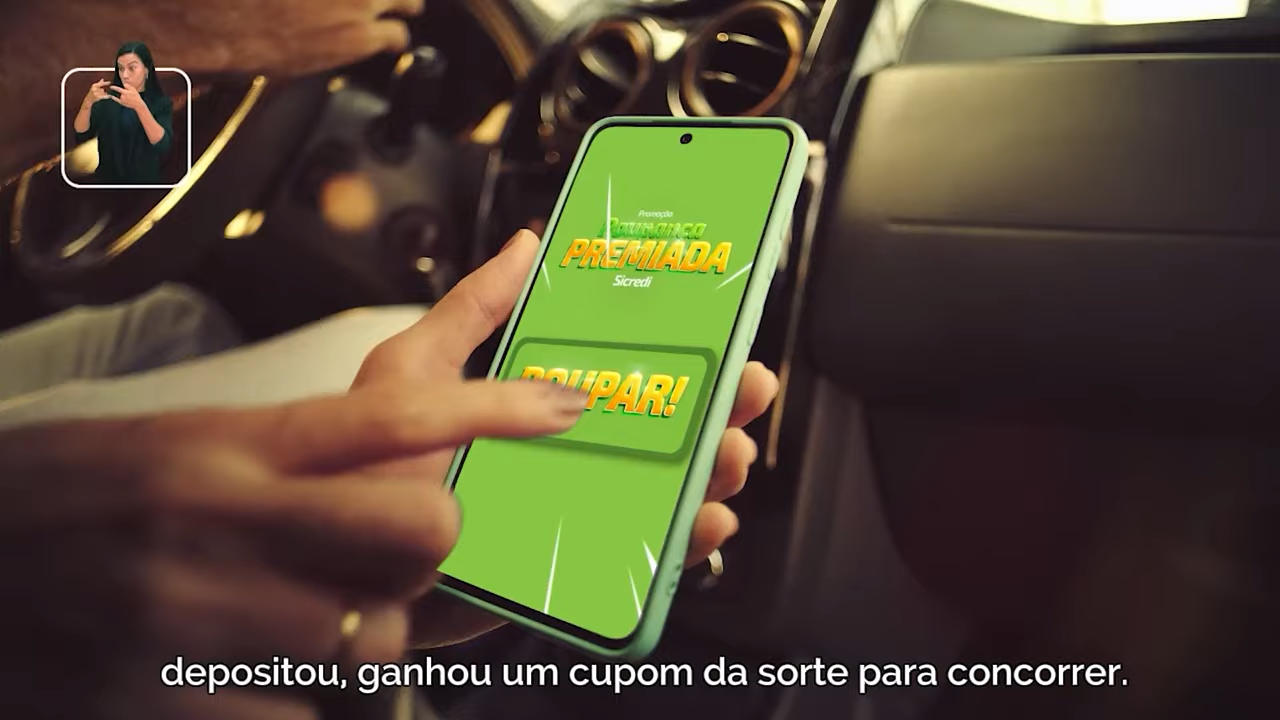 Promoção
Poupança
PREMIADA
Sicredi
POUPAR!
depositou, ganhou um cupom da sorte para concorrer.